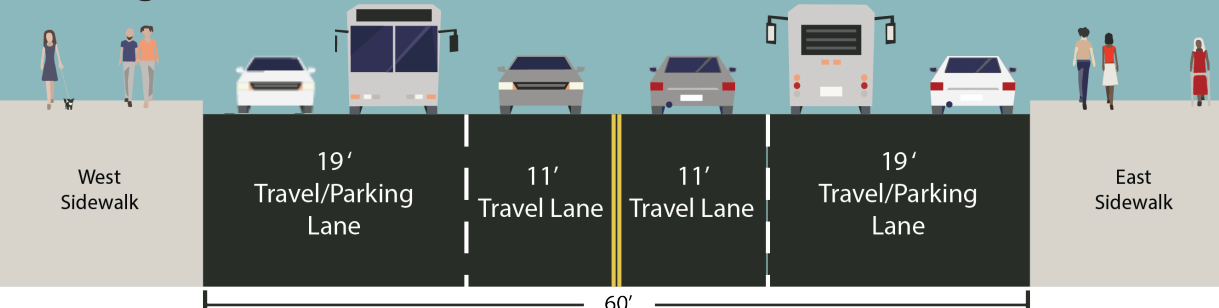 West
Sidewalk
19'
Travel/Parking
Lane
11'
Travel Lane
11'
Travel Lane
19'
Travel/Parking
Lane
East
Sidewalk
60'